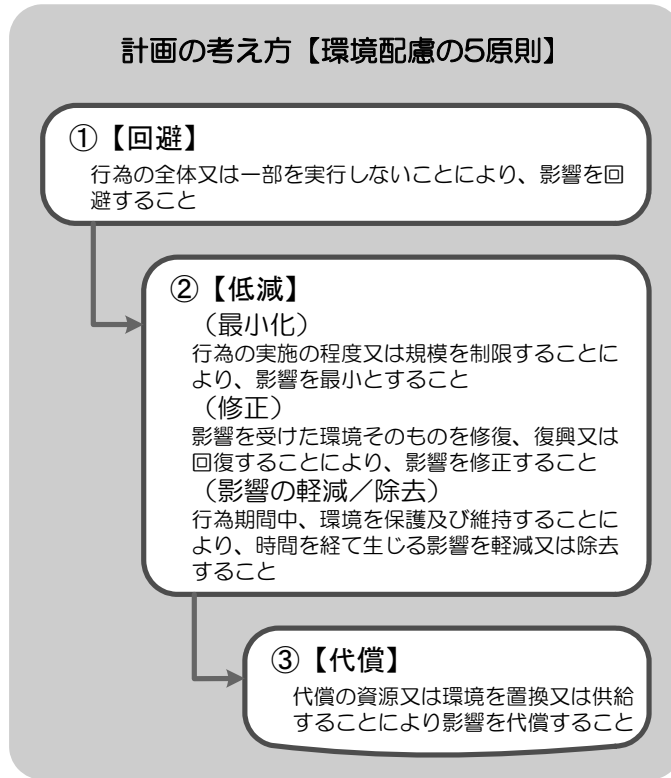 計画の考え方【環境配慮の5原則】
①【回避】
行為の全体又は一部を実行しないことにより、影響を回
避すること
②【低減】
（最小化）
行為の実施の程度又は規模を制限することに
より、影響を最小とすること
（修正）
影響を受けた環境そのものを修復、復興又は
回復することにより、影響を修正すること
（影響の軽減／除去）
行為期間中、環境を保護及び維持することに
より、時間を経て生じる影響を軽減又は除去
すること
③【代償】
代償の資源又は環境を置換又は供給
することにより影響を代償すること